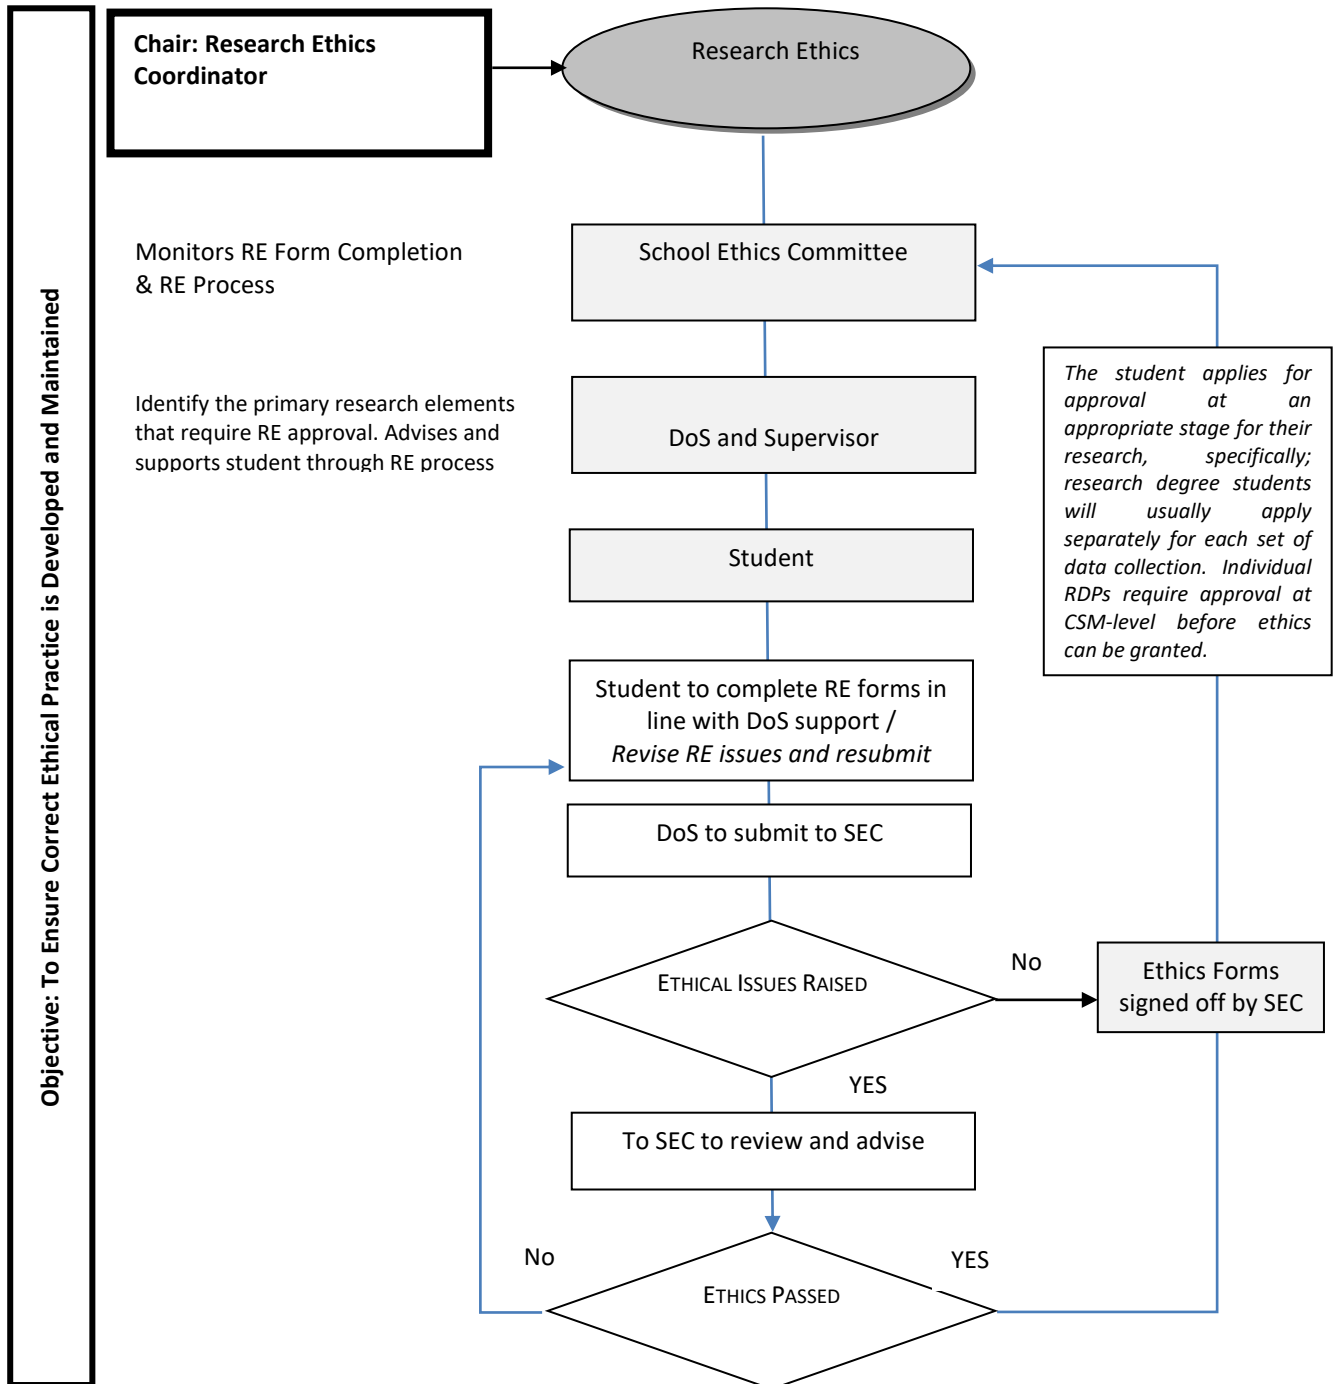 Objective: To Ensure Correct Ethical Practice is Developed and Maintained
Chair: Research Ethics
Coordinator
Research Ethics
Monitors RE Form Completion
& RE Process
School Ethics Committee
Identify the primary research elements
that require RE approval. Advises and
supports student through RE process
DoS and Supervisor
The student applies for
approval at an
appropriate stage for their
research, specifically;
research degree students
will usually apply
separately for each set of
data collection. Individual
RDPs require approval at
CSM-level before ethics
can be granted.
Student
Student to complete RE forms in
line with DoS support /
Revise RE issues and resubmit
DoS to submit to SEC
ETHICAL ISSUES RAISED
No
Ethics Forms
signed off by SEC
YES
To SEC to review and advise
No
YES
ETHICS PASSED